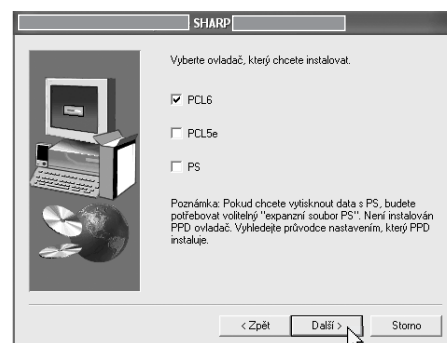 SHARP
Vyberte ovladač, který chcete instalovat.
PCL6
PCL5e
PS
Poznámka: Pokud chcete vytisknout data s PS, budete
potřebovat volitelný "expanzní soubor PS". Není instalován
PPD ovladač. Vyhledejte průvodce nastavením, který PPD
instaluje.
< Zpět
Další >
Storno